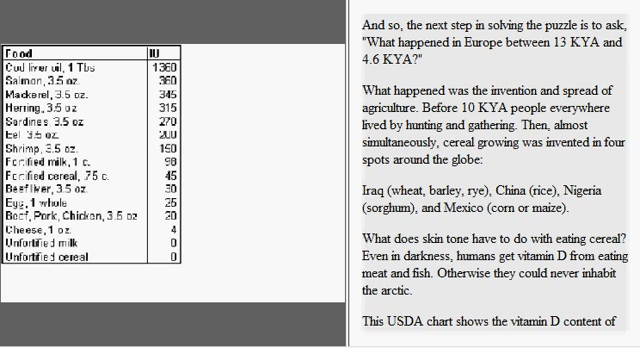 Food IU
Cod liver oil, 1 Tbs 1360
Salmon, 3.5 oz. 360
Mackerel, 3.5 oz. 345
Herring, 3.5 oz 315
Sardines 3.5 oz 270
Eel 3.5 oz. 200
Shrimp, 3.5 oz. 150
Fortified milk, 1 c. 98
Fortified cereal, .75 c. 45
Beef liver, 3.5 oz. 30
Egg, 1 whole 25
Beef, Pork, Chicken, 3.5 oz 20
Cheese, 1 oz. 4
Unfortified milk 0
Unfortified cereal 0
And so, the next step in solving the puzzle is to ask,
"What happened in Europe between 13 KYA and
4.6 KYA?"
What happened was the invention and spread of
agriculture. Before 10 KYA people everywhere
lived by hunting and gathering. Then, almost
simultaneously, cereal growing was invented in four
spots around the globe:
Iraq (wheat, barley, rye), China (rice), Nigeria
(sorghum), and Mexico (corn or maize).
What does skin tone have to do with eating cereal?
Even in darkness, humans get vitamin D from eating
meat and fish. Otherwise they could never inhabit
the arctic.
This USDA chart shows the vitamin D content of